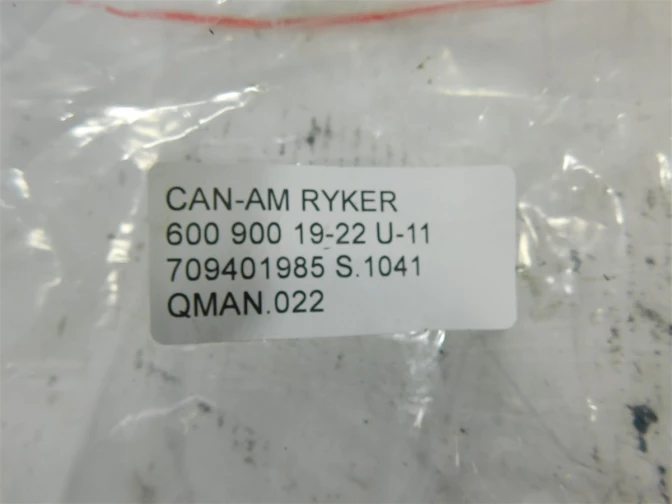 CAN-AM RYKER
600 900 19-22 U-11
709401985 S.1041
QMAN.022